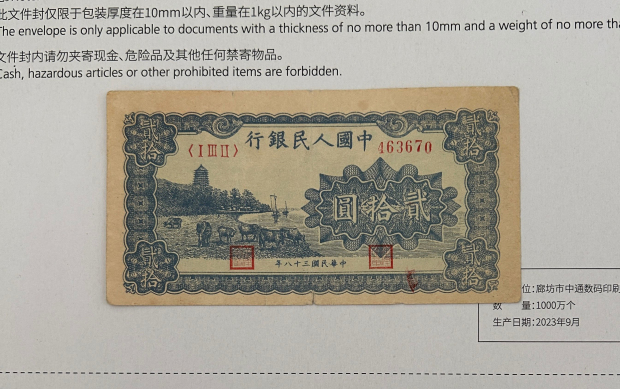 此文件封仅限于包装厚度在10mm以内、重量在1kg以内的文件资料。
The envelope is only applicable to documents with a thickness of no more than 10mm and a weight of no more
文件封内请勿夹寄现金、危险品及其他任何禁寄物品。
Cash, hazardous articles or other prohibited items are forbidden.
貳拾
貳拾
中國人民銀行
〈I III II〉
463670
貳拾圓
中華民國三十八年
貳拾
貳拾
位:廊坊市中通数码印刷
数 量:1000万个
生产日期:2023年9月